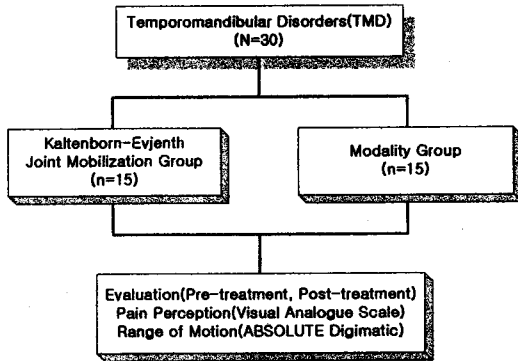 Temporomandibular Disorders(TMD)
(N=30)
Kaltenborn-Evjenth
Joint Mobilization Group
(n=15)
Modality Group
(n=15)
Evaluation(Pre-treatment, Post-treatment)
Pain Perception(Visual Analogue Scale)
Range of Motion(ABSOLUTE Digimatic)